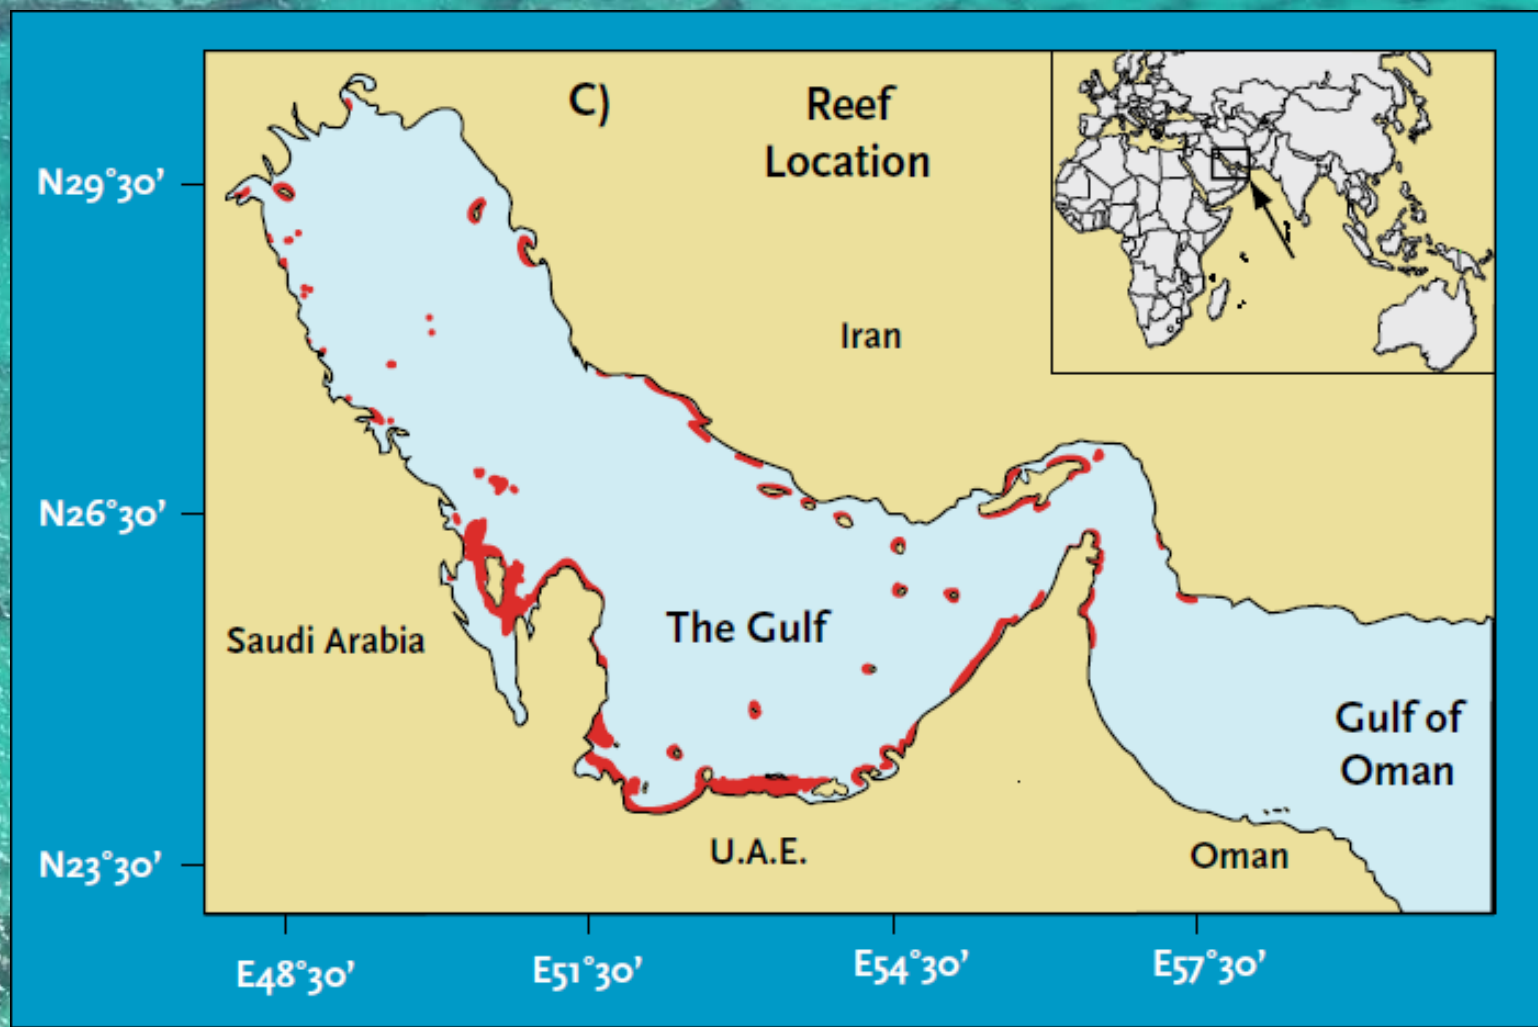 C)
Reef
Location
N29°30'
Iran
N26°30'
The Gulf
Saudi Arabia
Gulf of
Oman
U.A.E.
Oman
N23°30'
E48°30'
E51°30'
E54°30'
E57°30'